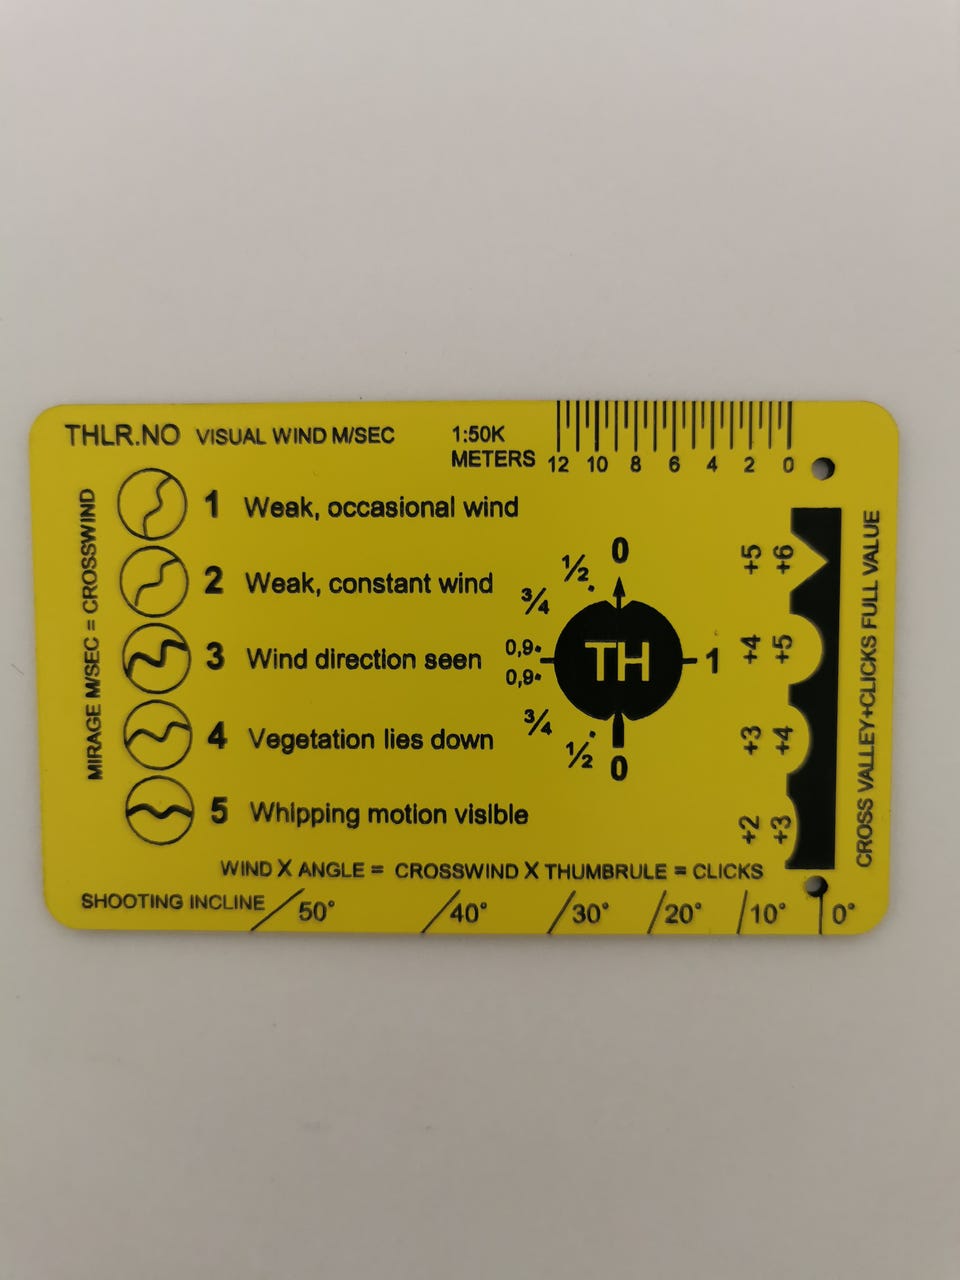 THLR.NO VISUAL WIND M/SEC
1:50K
METERS 12 10 8 6 4 2 0
MIRAGE M/SEC = CROSSWIND
1 Weak, occasional wind
2 Weak, constant wind
3 Wind direction seen
4 Vegetation lies down
5 Whipping motion visible
0
½
¾
0,9
0,9
¾
½
0
TH
1
+5 +6
+4 +5
+3 +4
+2 +3
CROSS VALLEY+CLICKS FULL VALUE
WIND X ANGLE = CROSSWIND X THUMBRULE = CLICKS
SHOOTING INCLINE 50° 40° 30° 20° 10° 0°